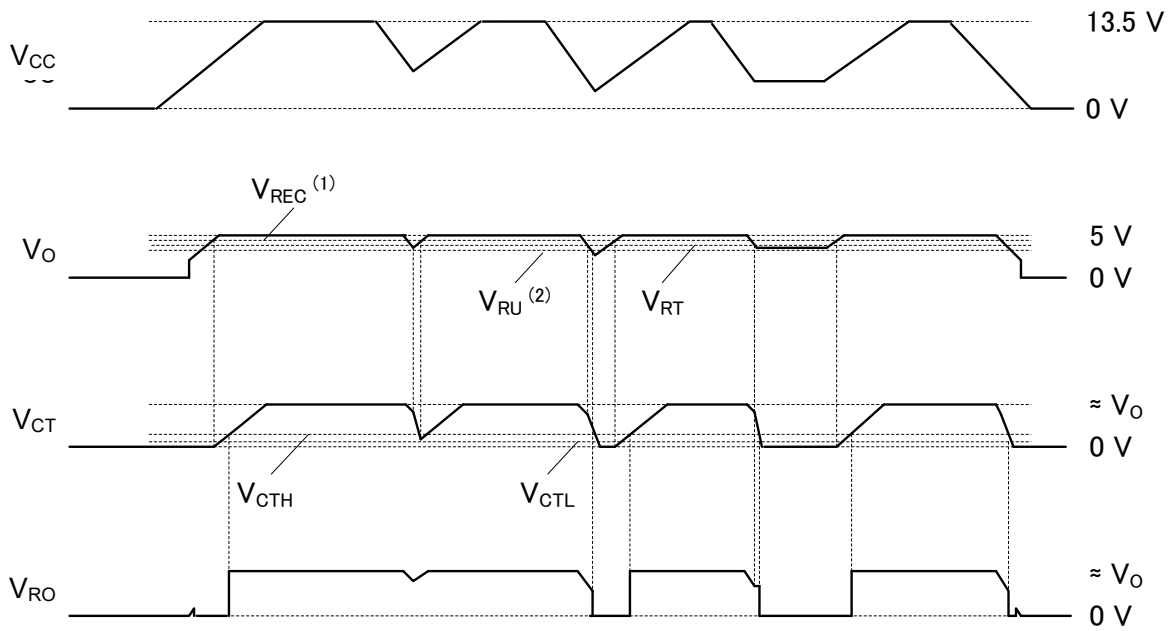 13.5 V
VCC
0 V
VREC (1)
VO
5 V
0 V
VRU (2)
VRT
VCT
≈ VO
0 V
VCTH
VCTL
VRO
≈ VO
0 V